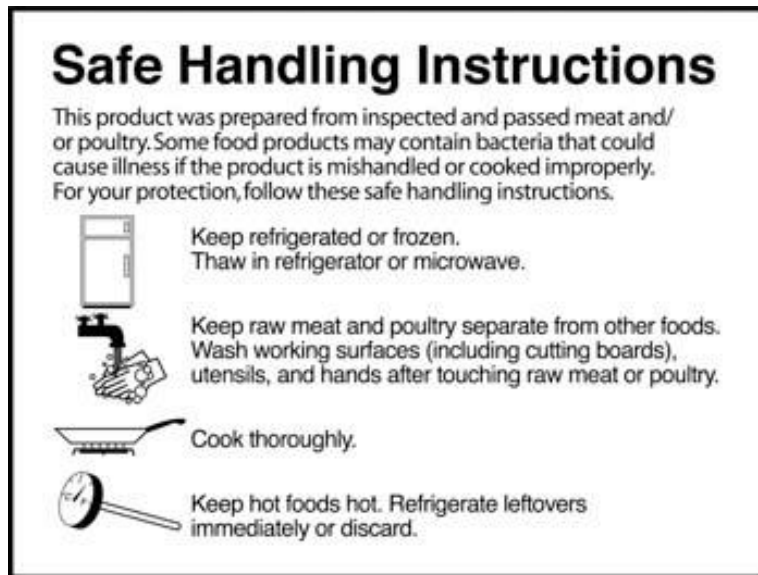 Safe Handling Instructions
This product was prepared from inspected and passed meat and/
or poultry. Some food products may contain bacteria that could
cause illness if the product is mishandled or cooked improperly.
For your protection, follow these safe handling instructions.
Keep refrigerated or frozen.
Thaw in refrigerator or microwave.
Keep raw meat and poultry separate from other foods.
Wash working surfaces (including cutting boards),
utensils, and hands after touching raw meat or poultry.
Cook thoroughly.
Keep hot foods hot. Refrigerate leftovers
immediately or discard.